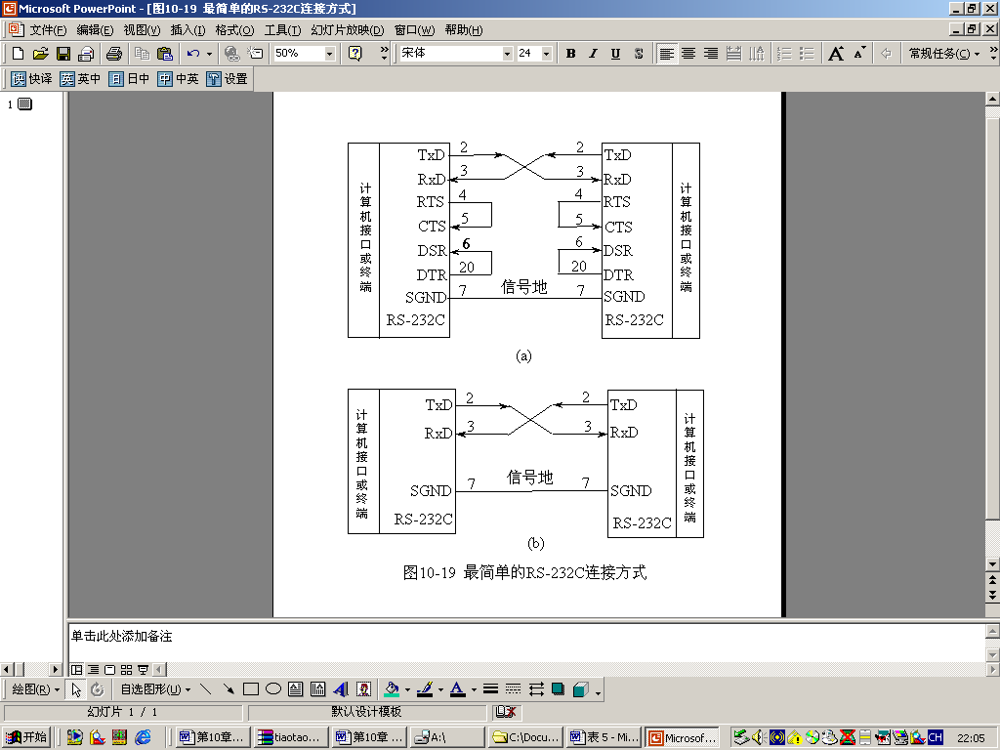 Microsoft PowerPoint - [图10-19 最简单的RS-232C连接方式]
文件(F) 编辑(E) 视图(V) 插入(I) 格式(O) 工具(T) 幻灯片放映(D) 窗口(W) 帮助(H)
50% 宋体 24 B I U S 常规任务(C)
快译 英中 日中 中英 设置
1
计算机接口或终端
TxD 2 2 TxD
RxD 3 3 RxD
RTS 4 4 RTS
CTS 5 5 CTS
DSR 6 6 DSR
DTR 20 20 DTR
SGND 7 信号地 7 SGND
RS-232C RS-232C
计算机接口或终端
(a)
计算机接口或终端
TxD 2 2 TxD
RxD 3 3 RxD
SGND 7 信号地 7 SGND
RS-232C RS-232C
计算机接口或终端
(b)
图10-19 最简单的RS-232C连接方式
单击此处添加备注
绘图(R) 自选图形(U)
幻灯片 1 / 1 默认设计模板
开始 第10章... tiaotao... 第10章... A:\ C:\Docu... 表 5 - Mi... Microsof... CH 22:05